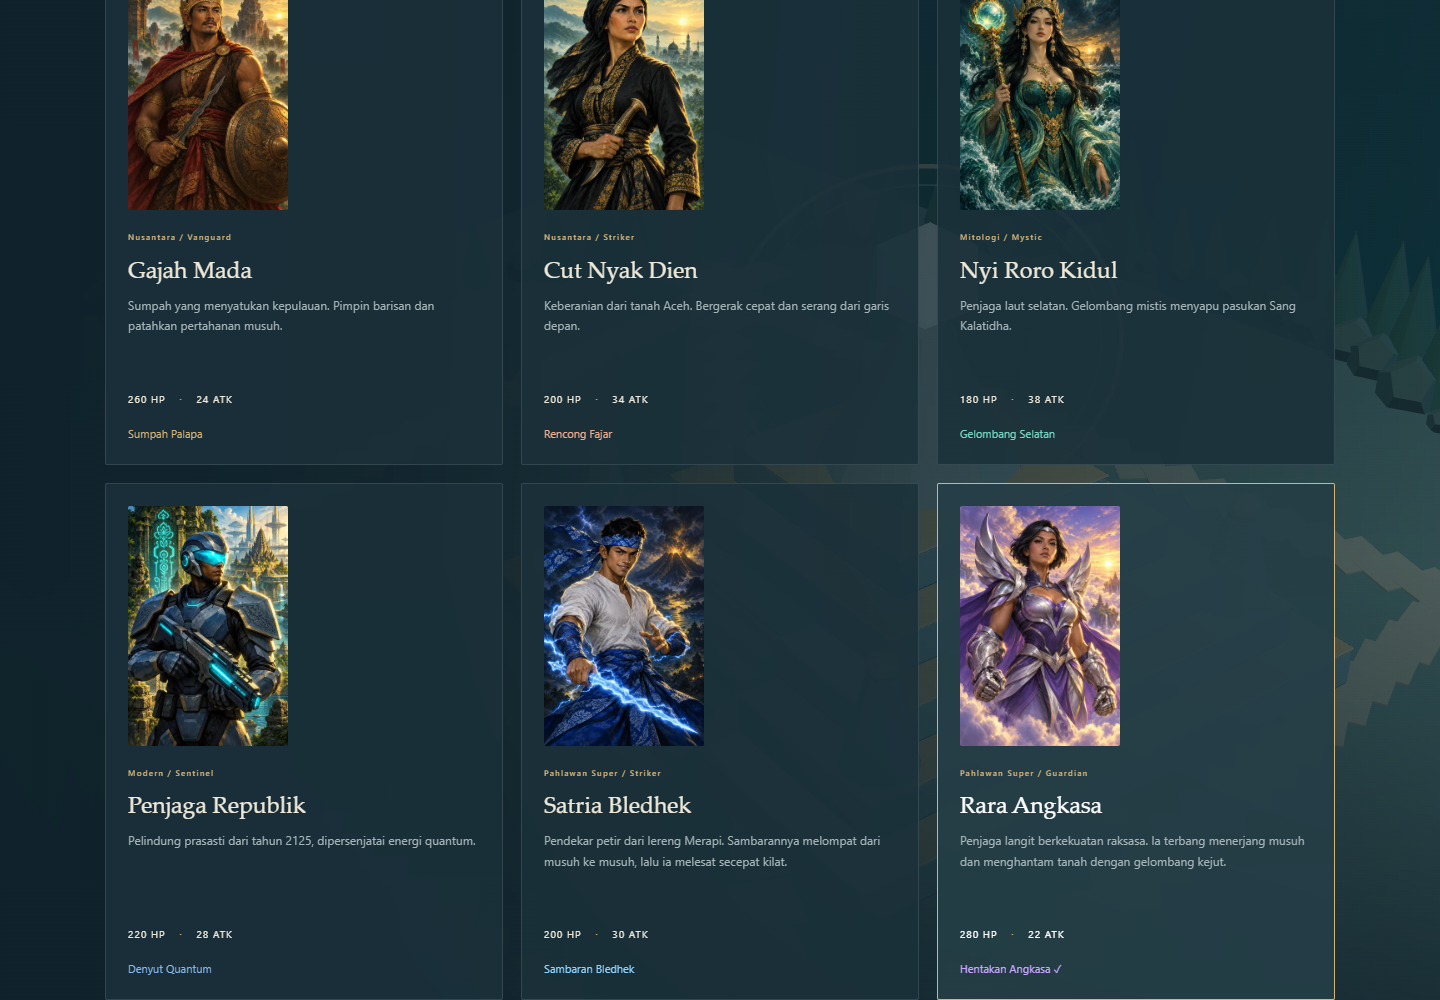 Nusantara / Vanguard
Gajah Mada
Sumpah yang menyatukan kepulauan. Pimpin barisan dan
patahkan pertahanan musuh.
260 HP · 24 ATK
Sumpah Palapa
Nusantara / Striker
Cut Nyak Dien
Keberanian dari tanah Aceh. Bergerak cepat dan serang dari garis
depan.
200 HP · 34 ATK
Rencong Fajar
Mitologi / Mystic
Nyi Roro Kidul
Penjaga laut selatan. Gelombang mistis menyapu pasukan Sang
Kalatidha.
180 HP · 38 ATK
Gelombang Selatan
Modern / Sentinel
Penjaga Republik
Pelindung prasasti dari tahun 2125, dipersenjatai energi quantum.
220 HP · 28 ATK
Denyut Quantum
Pahlawan Super / Striker
Satria Bledhek
Pendekar petir dari lereng Merapi. Sambarannya melompat dari
musuh ke musuh, lalu ia melesat secepat kilat.
200 HP · 30 ATK
Sambaran Bledhek
Pahlawan Super / Guardian
Rara Angkasa
Penjaga langit berkekuatan raksasa. Ia terbang menerjang musuh
dan menghantam tanah dengan gelombang kejut.
280 HP · 22 ATK
Hentakan Angkasa ✓